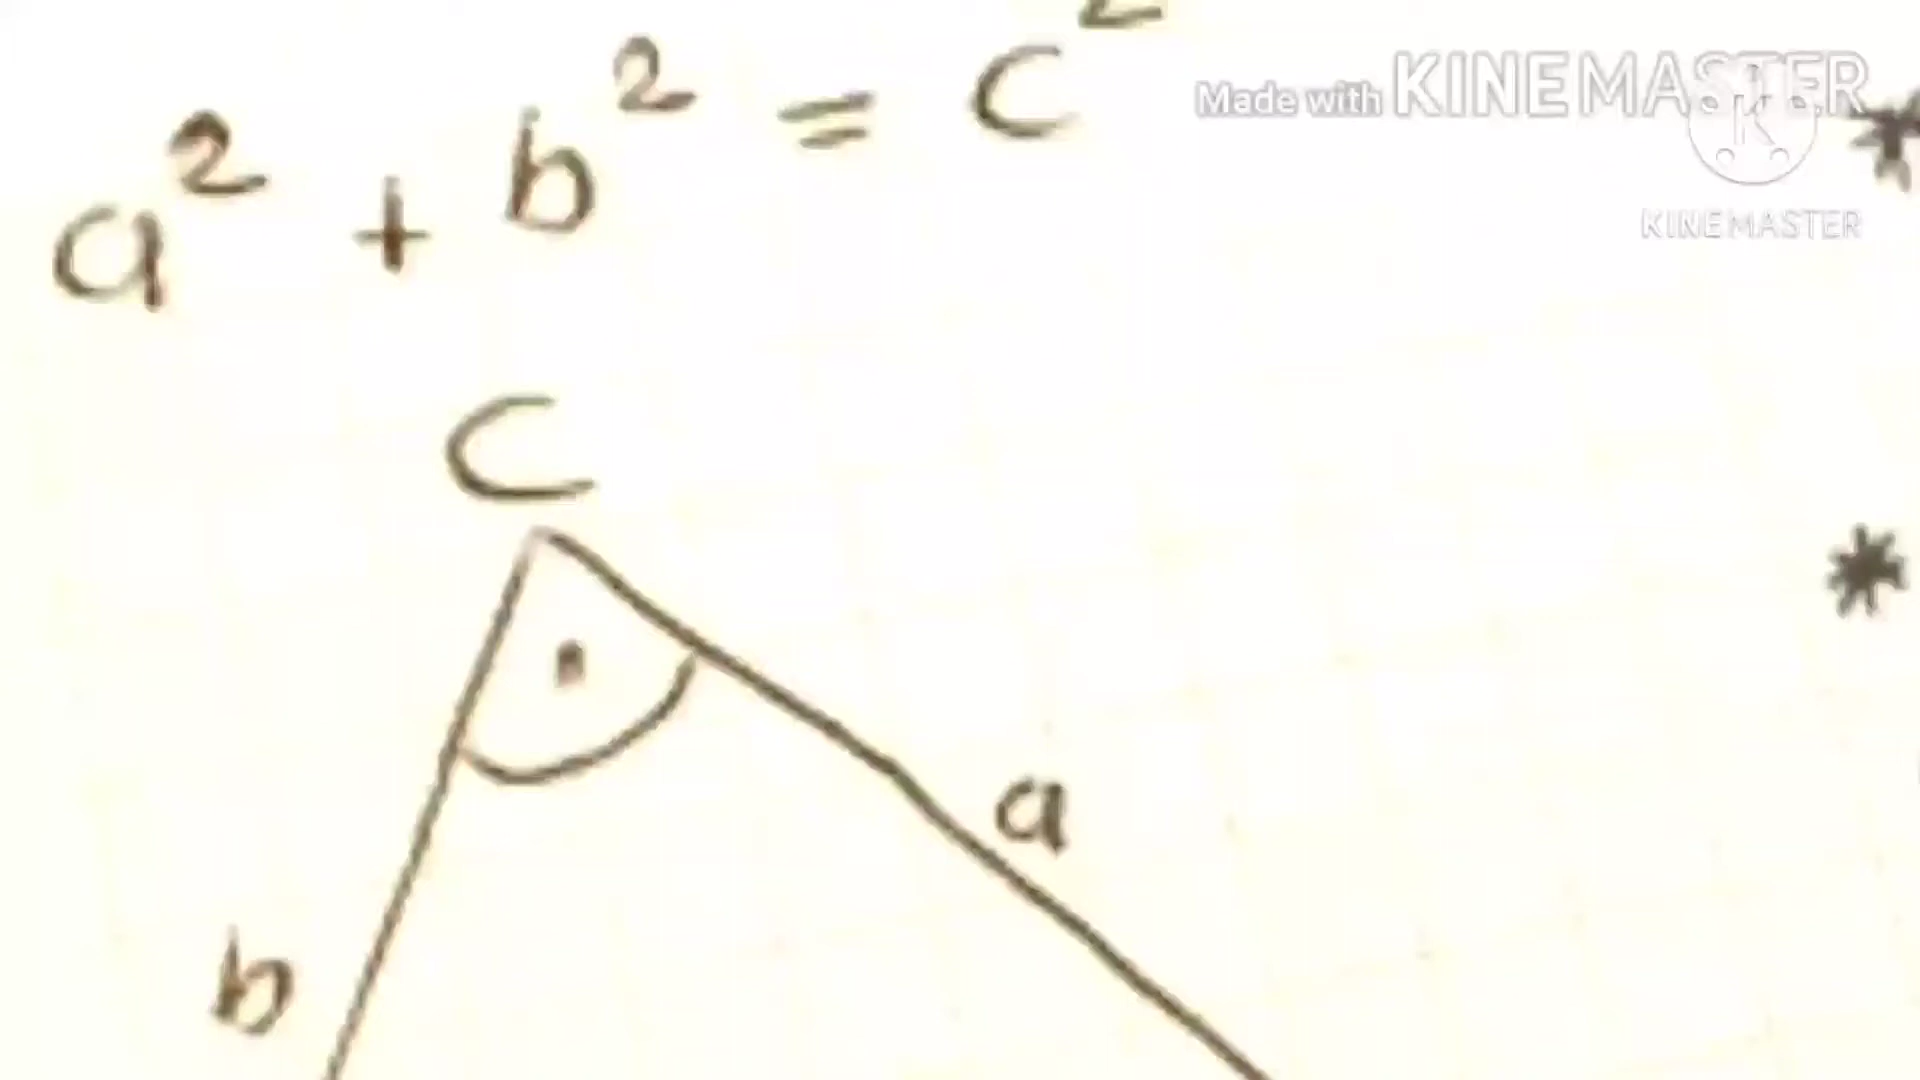 a² + b² = c²
Made with KINEMASTER
K
KINEMASTER
*
C
*
a
b